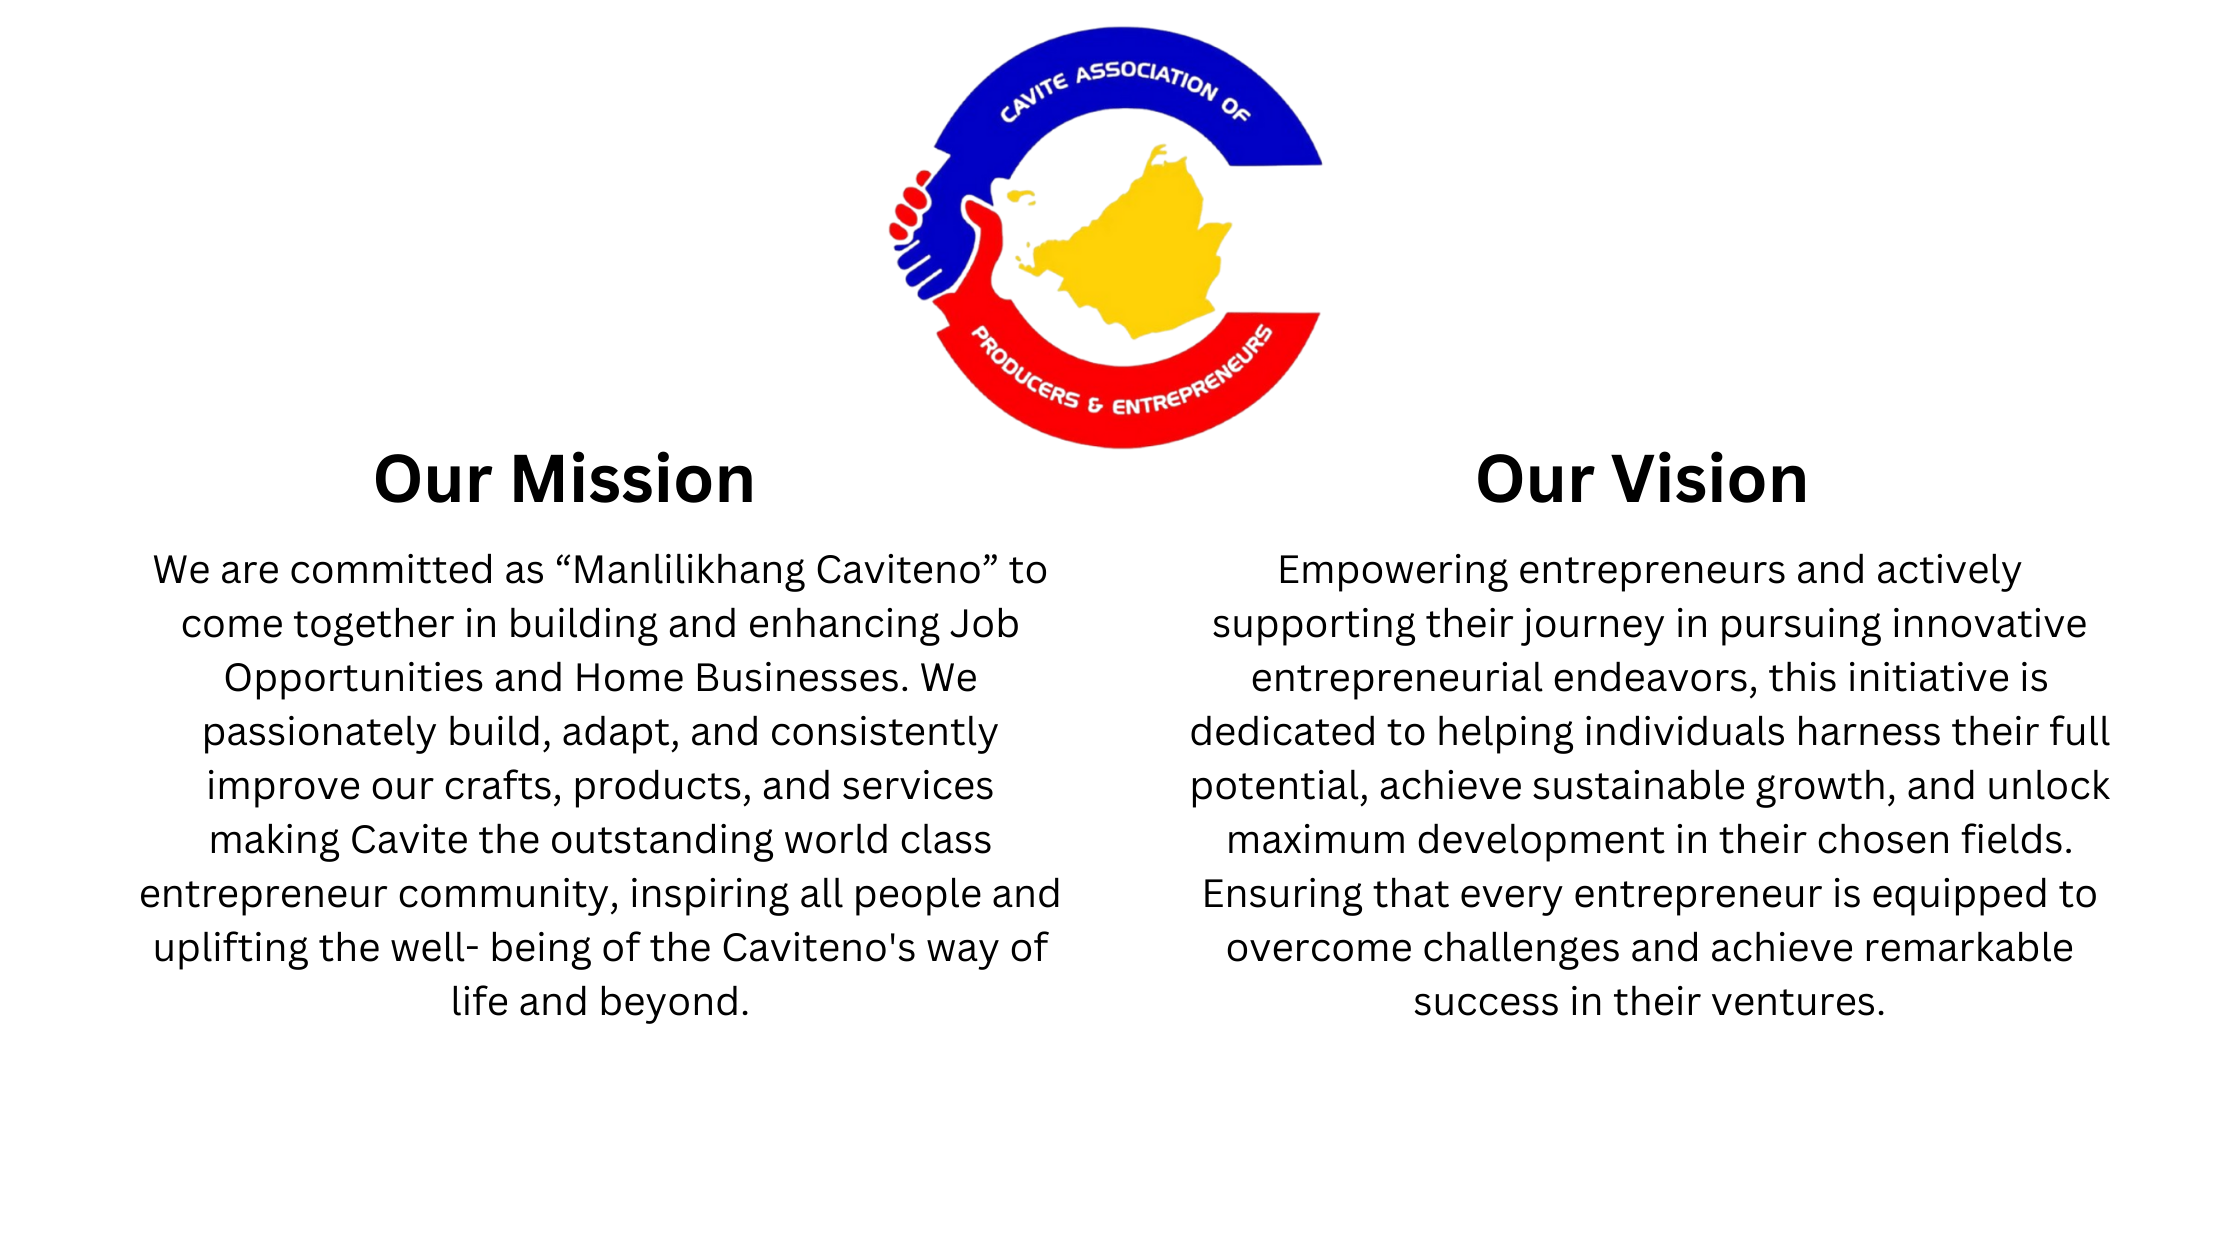 CAVITE ASSOCIATION OF
PRODUCERS & ENTREPRENEURS
Our Mission
We are committed as “Manlilikhang Caviteno” to
come together in building and enhancing Job
Opportunities and Home Businesses. We
passionately build, adapt, and consistently
improve our crafts, products, and services
making Cavite the outstanding world class
entrepreneur community, inspiring all people and
uplifting the well- being of the Caviteno's way of
life and beyond.
Our Vision
Empowering entrepreneurs and actively
supporting their journey in pursuing innovative
entrepreneurial endeavors, this initiative is
dedicated to helping individuals harness their full
potential, achieve sustainable growth, and unlock
maximum development in their chosen fields.
Ensuring that every entrepreneur is equipped to
overcome challenges and achieve remarkable
success in their ventures.